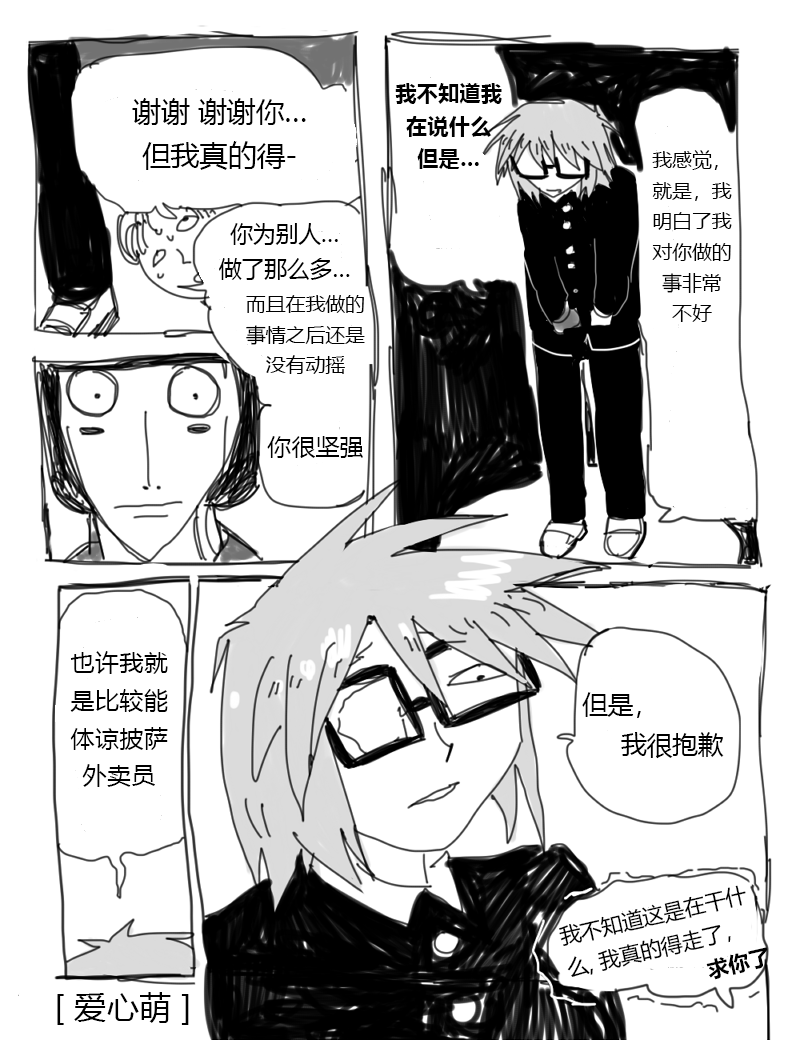 谢谢 谢谢你...
但我真的得-
你为别人...
做了那么多...
而且在我做的
事情之后还是
没有动摇
你很坚强
我不知道我
在说什么
但是...
我感觉，
就是，我
明白了我
对你做的
事非常
不好
也许我就
是比较能
体谅披萨
外卖员
但是，
我很抱歉
我不知道这是在干什
么, 我真的得走了，
求你了
[ 爱心萌 ]